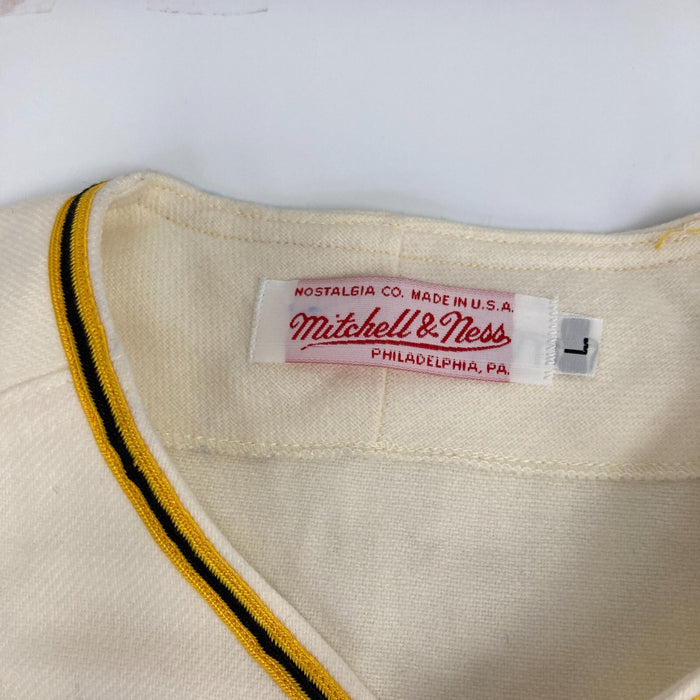 NOSTALGIA CO. MADE IN U.S.A.
Mitchell & Ness
PHILADELPHIA, PA.
L